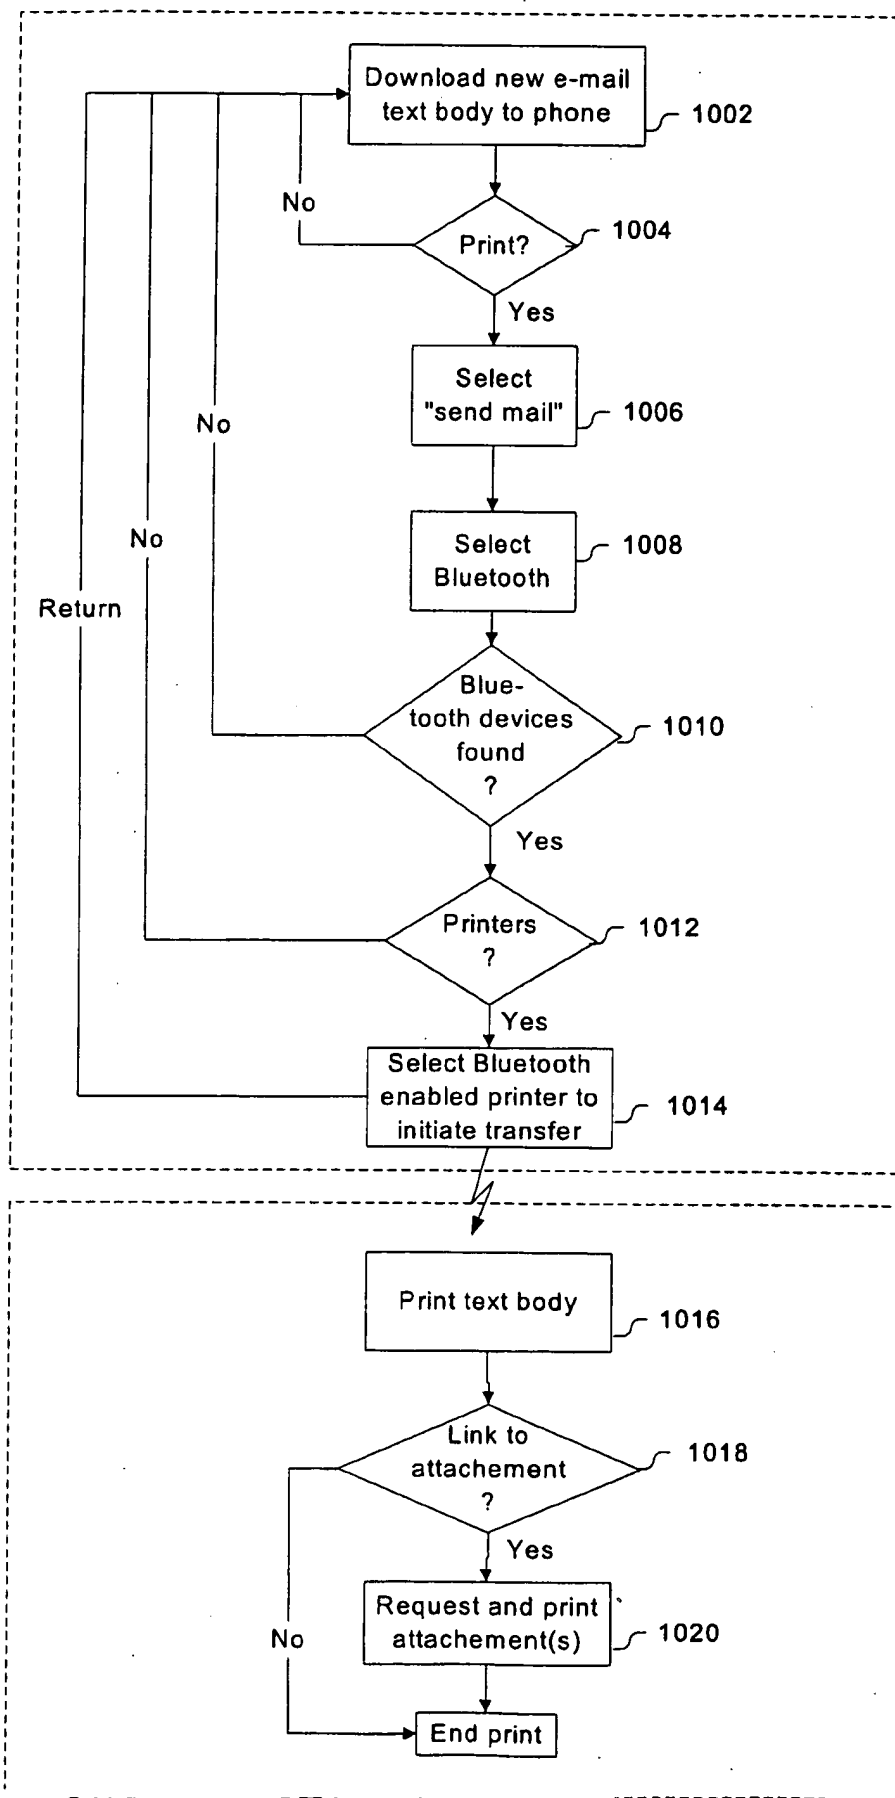 Download new e-mail
text body to phone
1002
No
Print?
1004
Yes
Select
"send mail"
1006
No
Select
Bluetooth
1008
No
Return
Blue-
tooth devices
found
?
1010
Yes
Printers
?
1012
Yes
Select Bluetooth
enabled printer to
initiate transfer
1014
Print text body
1016
Link to
attachement
?
1018
Yes
Request and print
attachement(s)
1020
No
End print